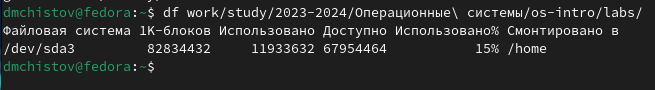 dmchistov@fedora:~$ df work/study/2023-2024/Операционные\ системы/os-intro/labs/
Файловая система 1K-блоков Использовано Доступно Использовано% Смонтировано в
/dev/sda3 82834432 11933632 67954464 15% /home
dmchistov@fedora:~$